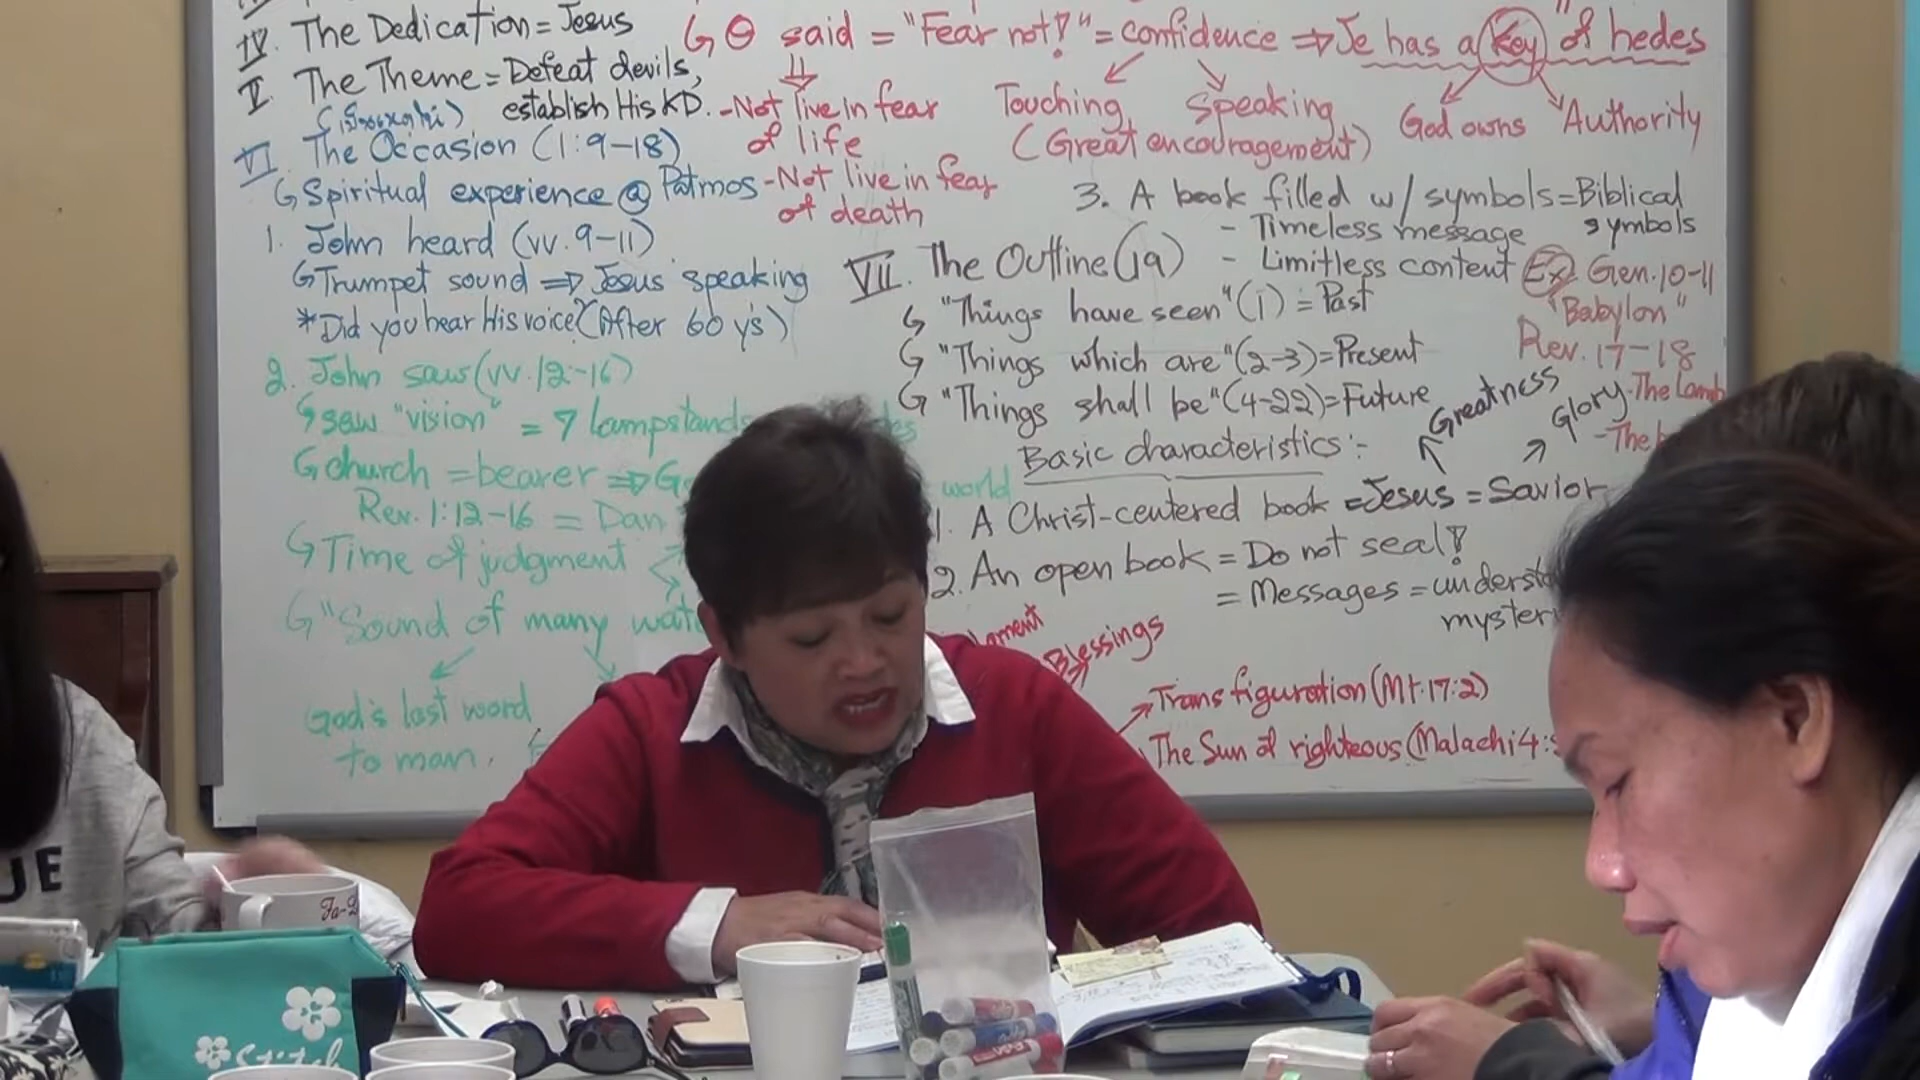 IV. The Dedication = Jesus
V. The Theme = Defeat devils,
establish His KD.
VI. The Occasion (1:9-18)
↳ Spiritual experience @ Patmos
1. John heard (vv. 9-11)
↳ Trumpet sound ⇒ Jesus speaking
*Did you hear His voice? (After 60 y's)
2. John saw (vv. 12-16)
↳ saw "vision" = 7 lampstands
↳ church = bearer ⇒
world
Rev. 1:12-16 = Dan
↳ Time of judgment
↳ "Sound of many
God's last word
to man.
↳ Θ said = "Fear not!" = confidence ⇒ Je has a key of hedes
- Not live in fear
of life
- Not live in fear
of death
Touching
(Great encouragement)
Speaking
God owns
Authority
3. A book filled w/ symbols = Biblical
symbols
- Timeless message
- Limitless content
Ex. Gen. 10-11
"Babylon"
Rev. 17-18
VII. The Outline (19)
↳ "Things have seen" (1) = Past
↳ "Things which are" (2-3) = Present
↳ "Things shall be" (4-22) = Future
Greatness
Glory
- The Lamb
- The
Basic characteristics:-
1. A Christ-centered book = Jesus = Savior
2. An open book = Do not seal!
= Messages =
Blessings
Transfiguration (Mt. 17:2)
The Sun of righteous (Malachi 4:
UE